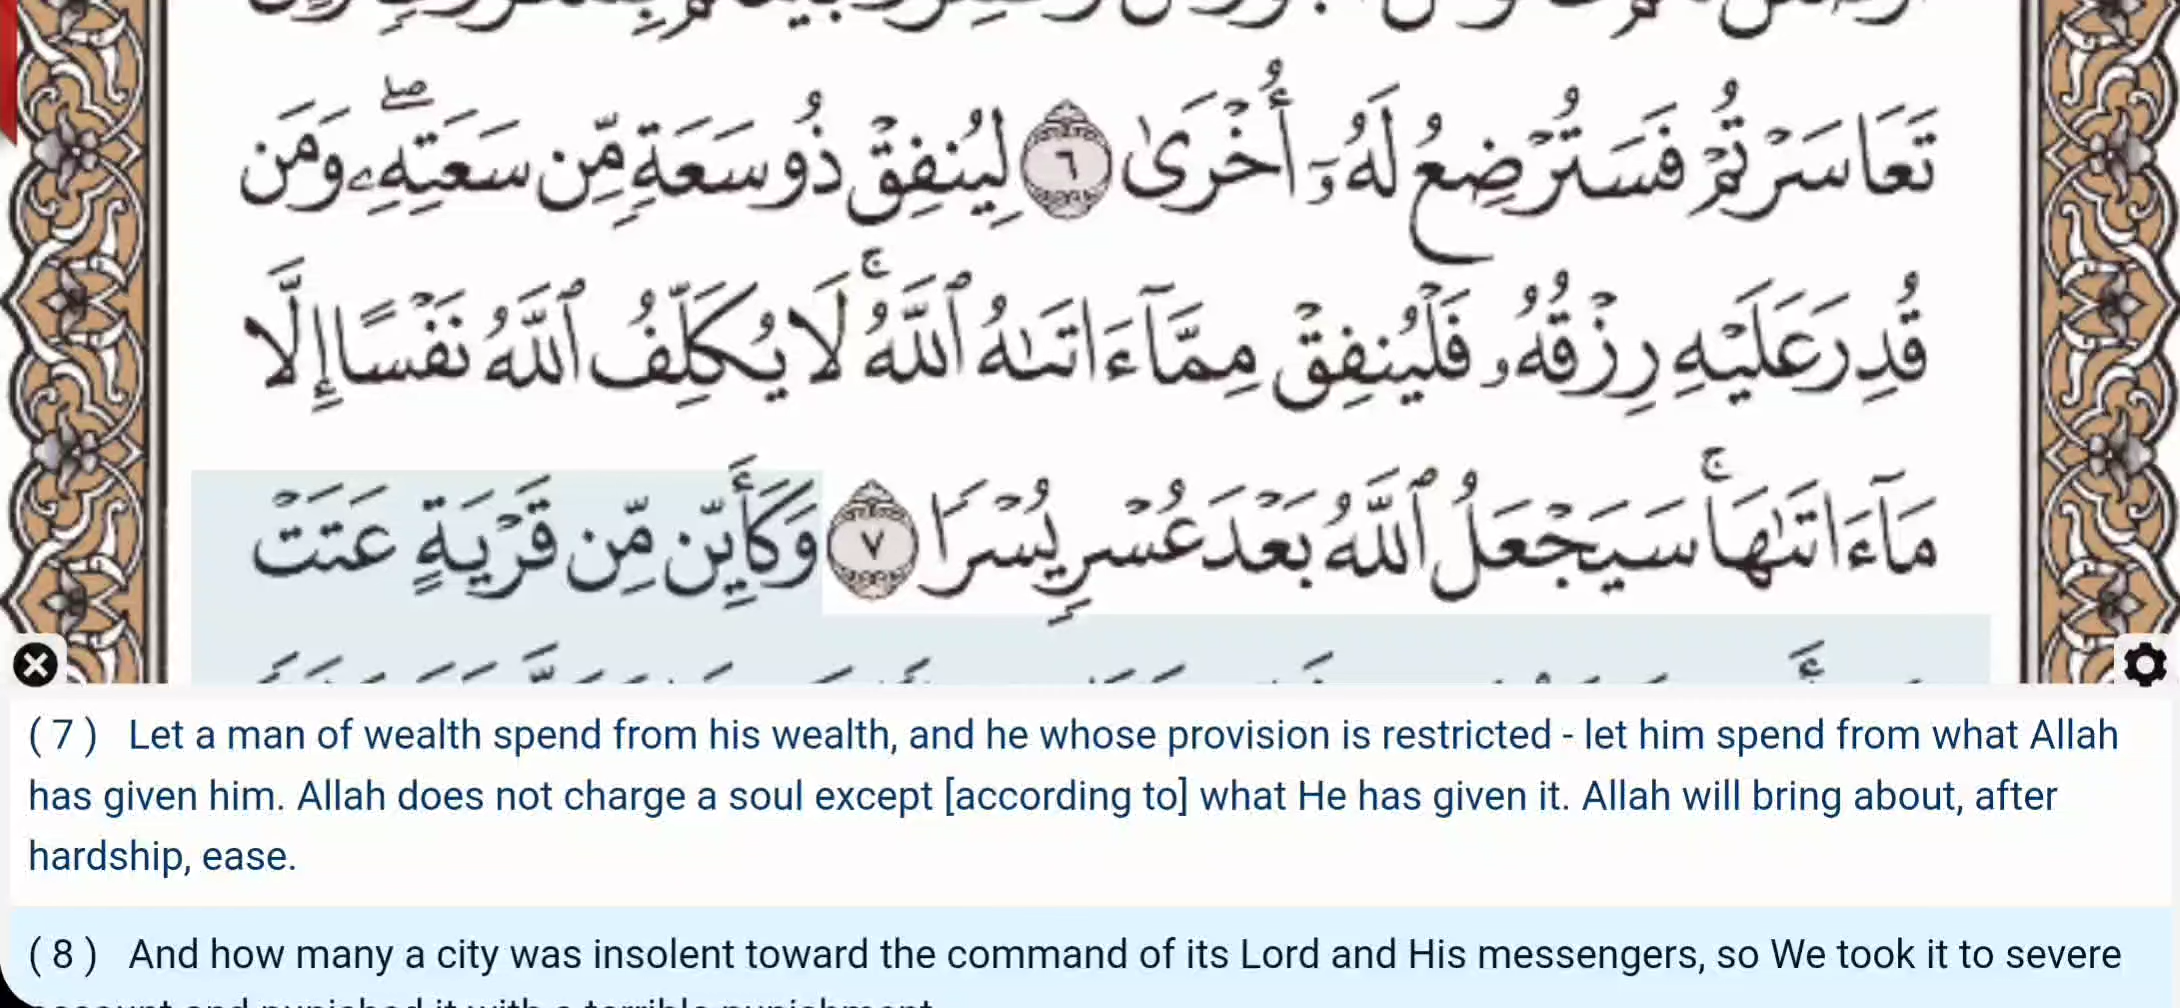 تَعَاسَرْتُمْ فَسَتُرْضِعُ لَهُۥٓ أُخْرَىٰ ٦ لِيُنفِقْ ذُو سَعَةٍ مِّن سَعَتِهِۦۖ وَمَن
قُدِرَ عَلَيْهِ رِزْقُهُۥ فَلْيُنفِقْ مِمَّآ ءَاتَىٰهُ ٱللَّهُۚ لَا يُكَلِّفُ ٱللَّهُ نَفْسًا إِلَّا
مَآ ءَاتَىٰهَاۚ سَيَجْعَلُ ٱللَّهُ بَعْدَ عُسْرٍ يُسْرًا ٧ وَكَأَيِّن مِّن قَرْيَةٍ عَتَتْ
( 7 ) Let a man of wealth spend from his wealth, and he whose provision is restricted - let him spend from what Allah
has given him. Allah does not charge a soul except [according to] what He has given it. Allah will bring about, after
hardship, ease.
( 8 ) And how many a city was insolent toward the command of its Lord and His messengers, so We took it to severe